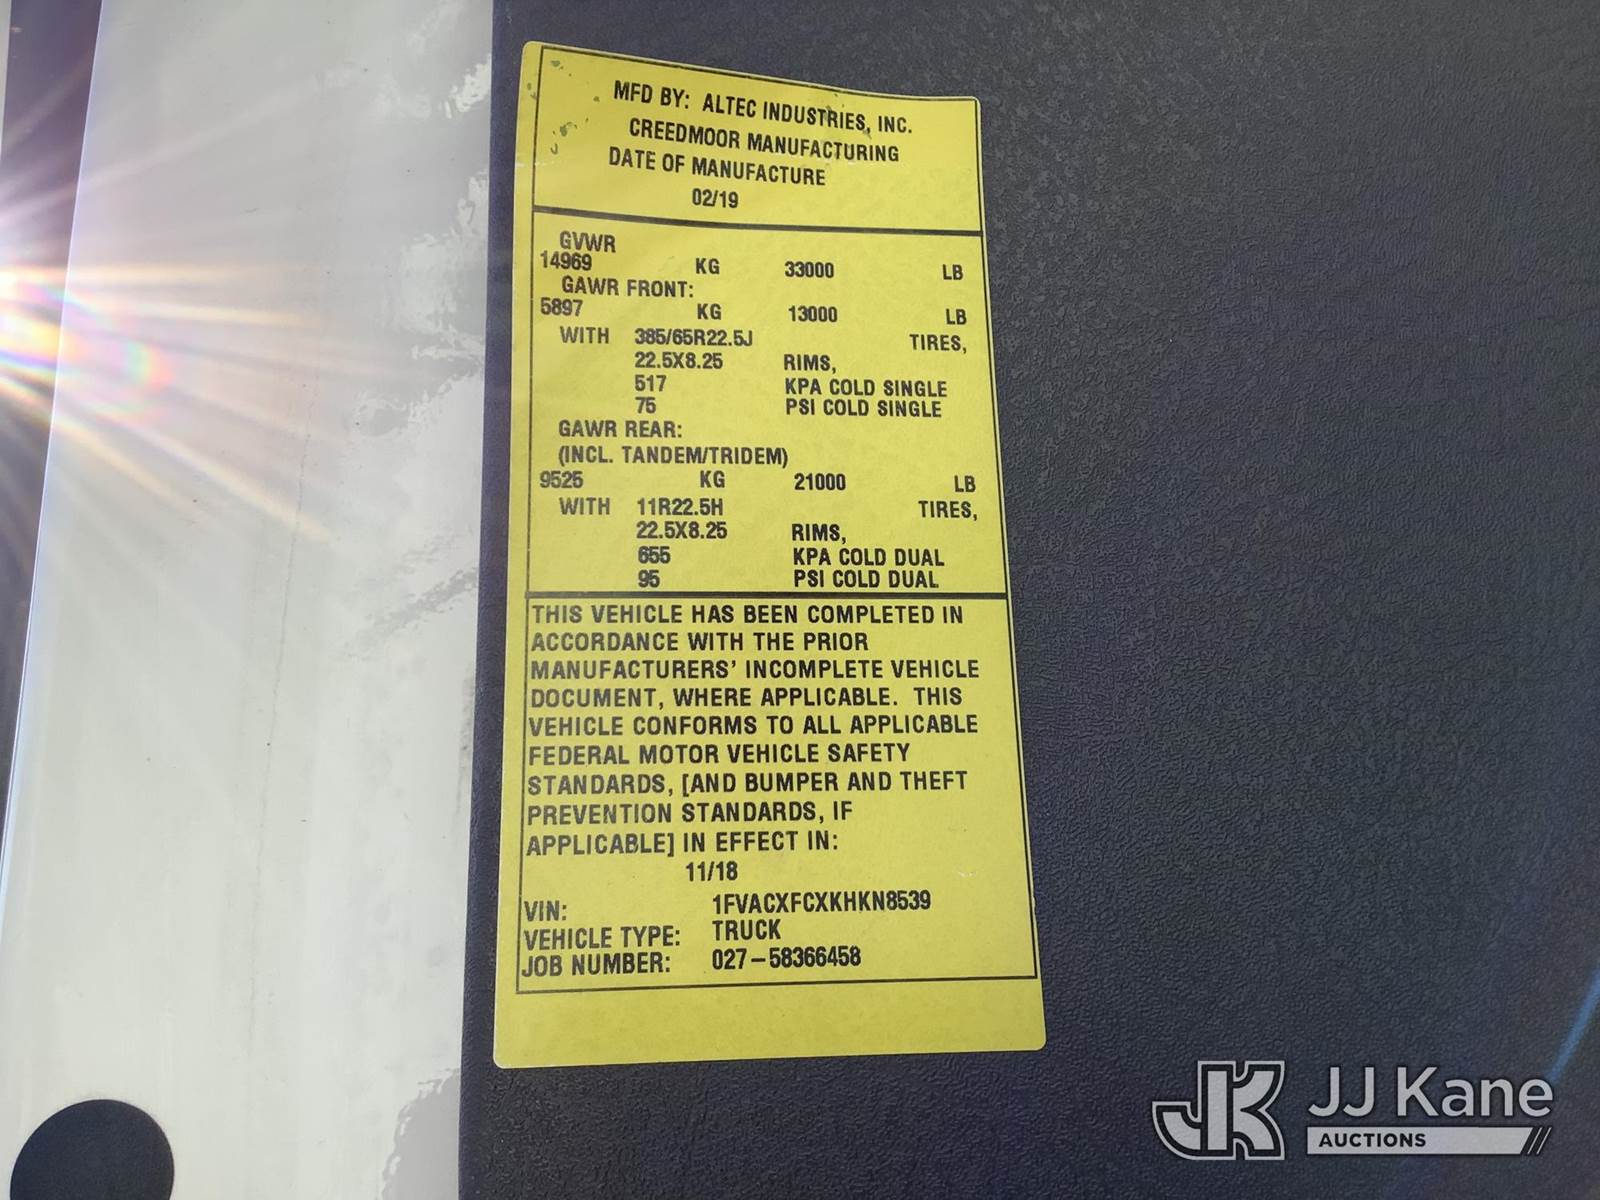 MFD BY: ALTEC INDUSTRIES, INC.
CREEDMOOR MANUFACTURING
DATE OF MANUFACTURE
02/19
GVWR
14969 KG 33000 LB
GAWR FRONT:
5897 KG 13000 LB
WITH 385/65R22.5J TIRES,
22.5X8.25 RIMS,
517 KPA COLD SINGLE
75 PSI COLD SINGLE
GAWR REAR:
(INCL. TANDEM/TRIDEM)
9525 KG 21000 LB
WITH 11R22.5H TIRES,
22.5X8.25 RIMS,
655 KPA COLD DUAL
95 PSI COLD DUAL
THIS VEHICLE HAS BEEN COMPLETED IN
ACCORDANCE WITH THE PRIOR
MANUFACTURERS' INCOMPLETE VEHICLE
DOCUMENT, WHERE APPLICABLE. THIS
VEHICLE CONFORMS TO ALL APPLICABLE
FEDERAL MOTOR VEHICLE SAFETY
STANDARDS, [AND BUMPER AND THEFT
PREVENTION STANDARDS, IF
APPLICABLE] IN EFFECT IN:
11/18
VIN: 1FVACXFCXKHKN8539
VEHICLE TYPE: TRUCK
JOB NUMBER: 027-58366458
JK JJ Kane
AUCTIONS